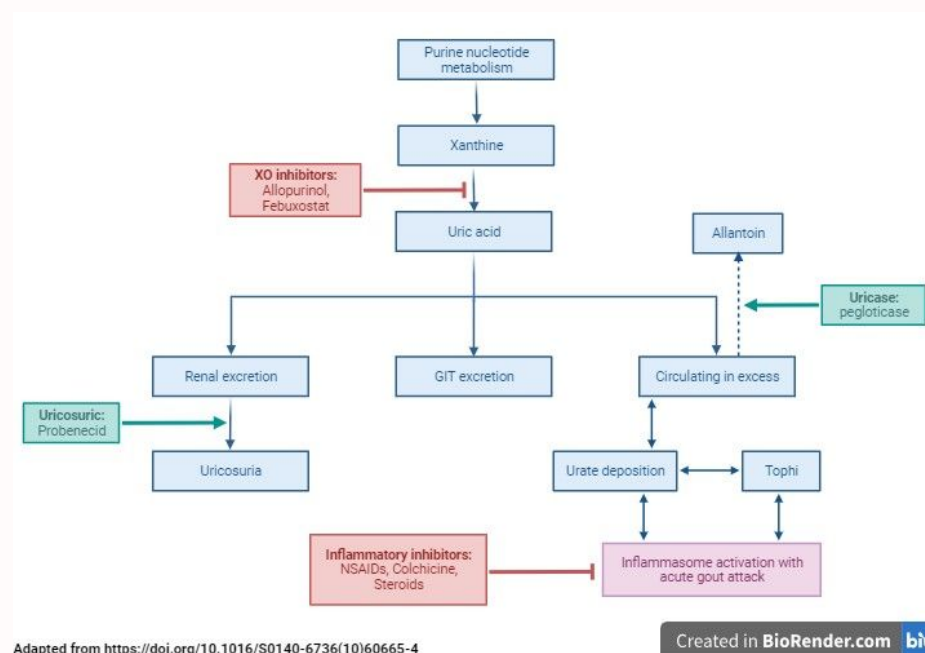 Purine nucleotide
metabolism
Xanthine
XO inhibitors:
Allopurinol,
Febuxostat
Uric acid
Allantoin
Uricase:
pegloticase
Renal excretion
GIT excretion
Circulating in excess
Uricosuric:
Probenecid
Uricosuria
Urate deposition
Tophi
Inflammatory inhibitors:
NSAIDs, Colchicine,
Steroids
Inflammasome activation with
acute gout attack
Adapted from https://doi.org/10.1016/S0140-6736(10)60665-4
Created in BioRender.com